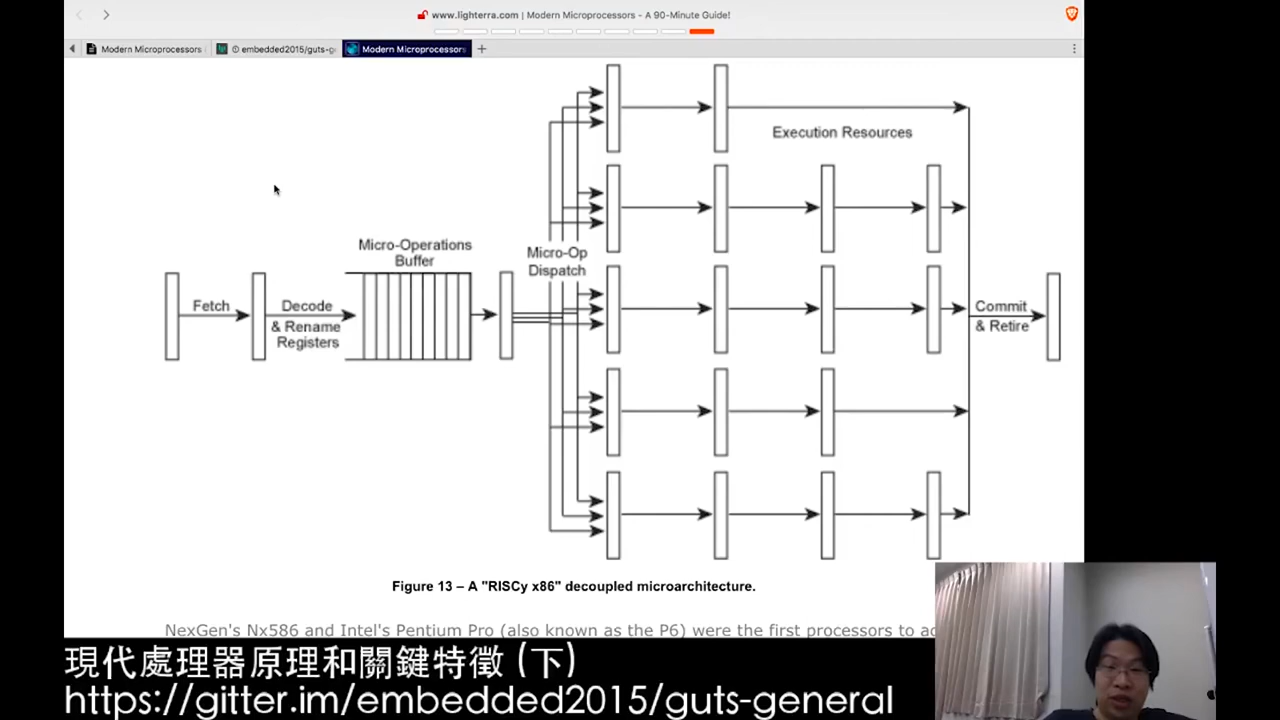 www.lighterra.com | Modern Microprocessors - A 90-Minute Guide!
Modern Microprocessors
embedded2015/guts-g
Modern Microprocessors
Execution Resources
Micro-Operations
Buffer
Micro-Op
Dispatch
Fetch
Decode
& Rename
Registers
Commit
& Retire
Figure 13 – A "RISCy x86" decoupled microarchitecture.
NexGen's Nx586 and Intel's Pentium Pro (also known as the P6) were the first processors to
現代處理器原理和關鍵特徵 (下)
https://gitter.im/embedded2015/guts-general